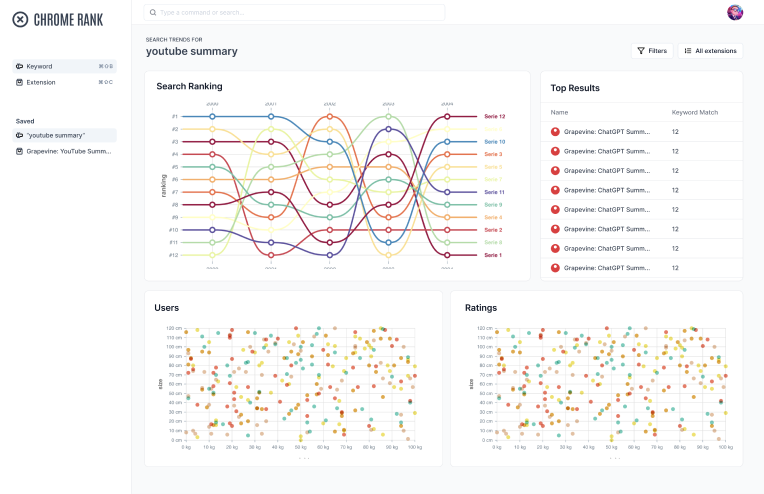 CHROME RANK
Type a command or search...
Keyword ⌘⇧B
Extension ⌘⇧C
Saved
"youtube summary"
Grapevine: YouTube Summ...
SEARCH TRENDS FOR
youtube summary
Filters
All extensions
Search Ranking
2000 2001 2002 2003 2004
ranking
#1
#2
#3
#4
#5
#6
#7
#8
#9
#10
#11
#12
Serie 12
Serie 10
Serie 3
Serie 11
Serie 9
Serie 2
Serie 1
Top Results
Name Keyword Match
Grapevine: ChatGPT Summ... 12
Grapevine: ChatGPT Summ... 12
Grapevine: ChatGPT Summ... 12
Grapevine: ChatGPT Summ... 12
Grapevine: ChatGPT Summ... 12
Grapevine: ChatGPT Summ... 12
Grapevine: ChatGPT Summ... 12
Grapevine: ChatGPT Summ... 12
Users
size
120 cm
110 cm
100 cm
90 cm
80 cm
70 cm
60 cm
50 cm
40 cm
30 cm
20 cm
10 cm
0 cm
0 kg 10 kg 20 kg 30 kg 40 kg 50 kg 60 kg 70 kg 80 kg 90 kg 100 kg
Ratings
size
120 cm
110 cm
100 cm
90 cm
80 cm
70 cm
60 cm
50 cm
40 cm
30 cm
20 cm
10 cm
0 cm
0 kg 10 kg 20 kg 30 kg 40 kg 50 kg 60 kg 70 kg 80 kg 90 kg 100 kg